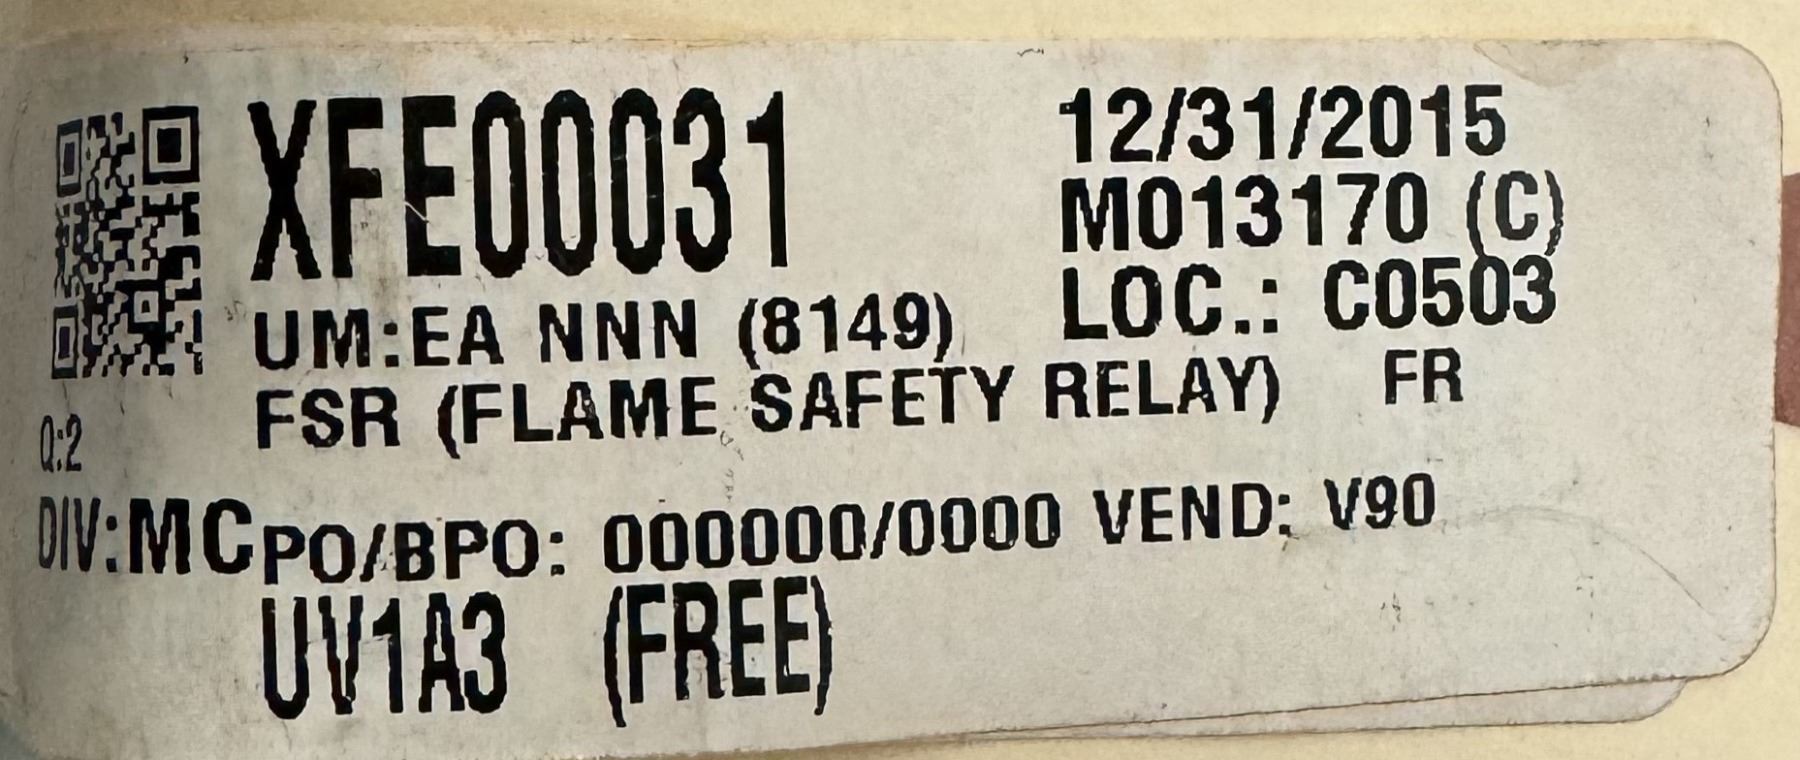 XFE00031
12/31/2015
M013170 (C)
UM:EA NNN (8149)
LOC.: C0503
FSR (FLAME SAFETY RELAY) FR
Q:2
DIV:MC
PO/BPO: 000000/0000 VEND: V90
UV1A3 (FREE)